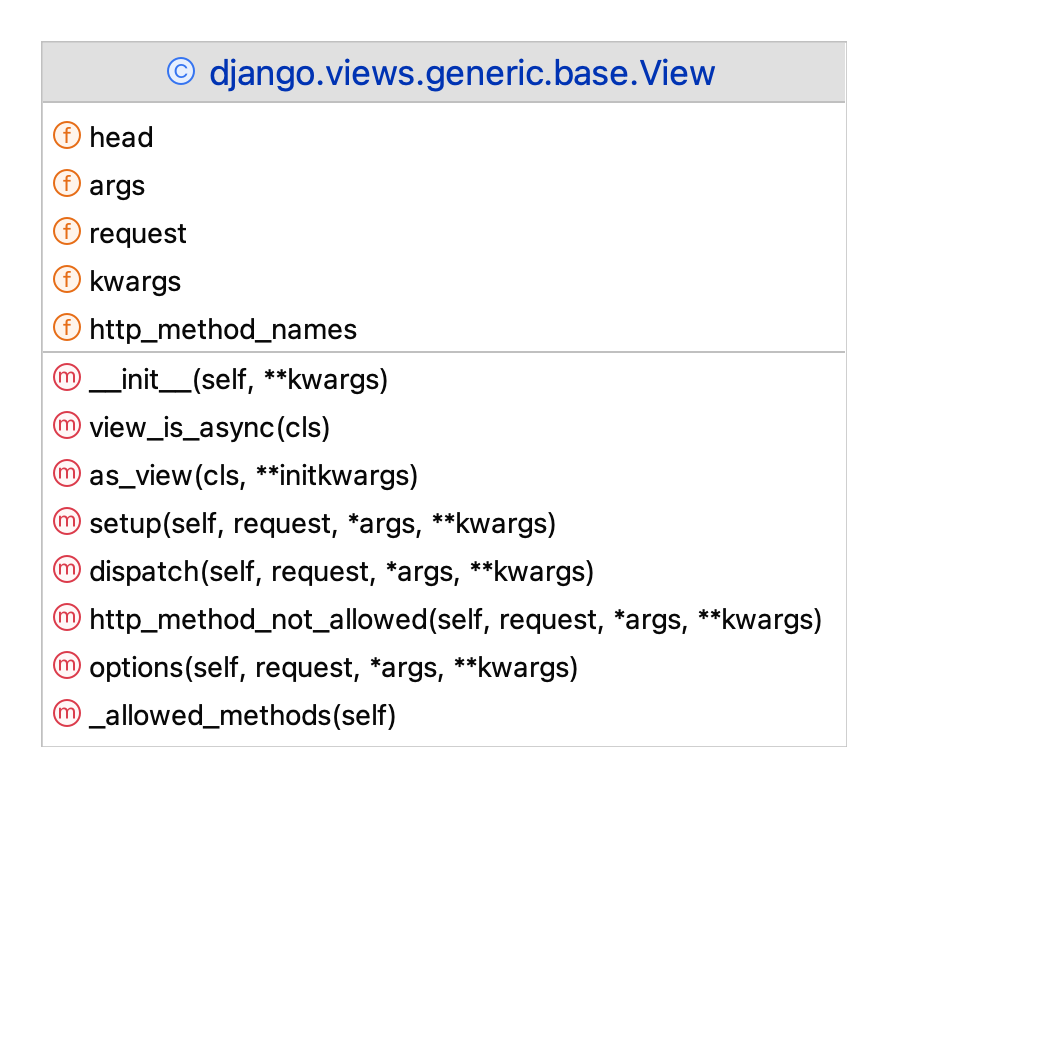 © django.views.generic.base.View
f head
f args
f request
f kwargs
f http_method_names
m __init__(self, **kwargs)
m view_is_async(cls)
m as_view(cls, **initkwargs)
m setup(self, request, *args, **kwargs)
m dispatch(self, request, *args, **kwargs)
m http_method_not_allowed(self, request, *args, **kwargs)
m options(self, request, *args, **kwargs)
m _allowed_methods(self)